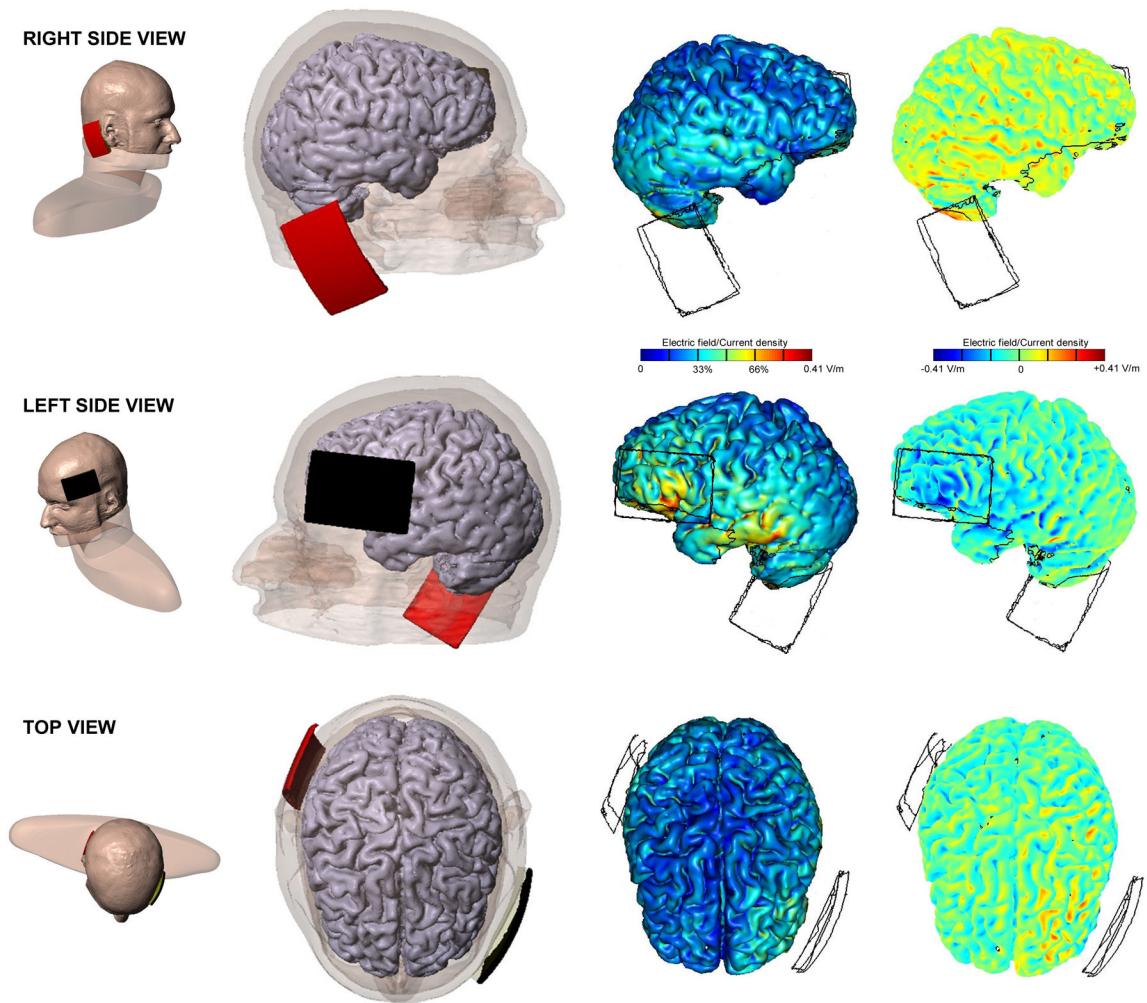 RIGHT SIDE VIEW
Electric field/Current density
0 33% 66% 0.41 V/m
Electric field/Current density
-0.41 V/m 0 +0.41 V/m
LEFT SIDE VIEW
TOP VIEW